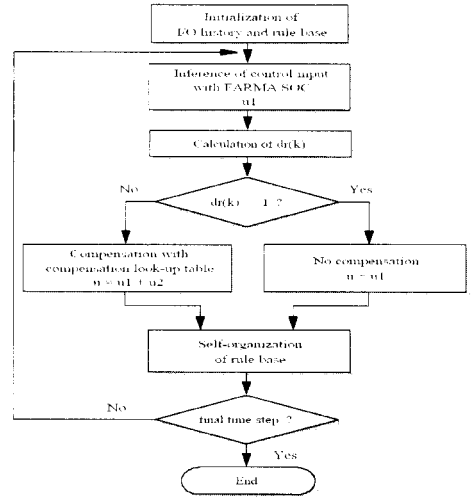 Initialization of
I/O history and rule base
Inference of control input
with FARMA SOC
u1
Calculation of dr(k)
No
Yes
dr(k) 1 ?
Compensation with
compensation look-up table
u = u1 + u2
No compensation
u = u1
Self-organization
of rule base
No
final time step ?
Yes
End